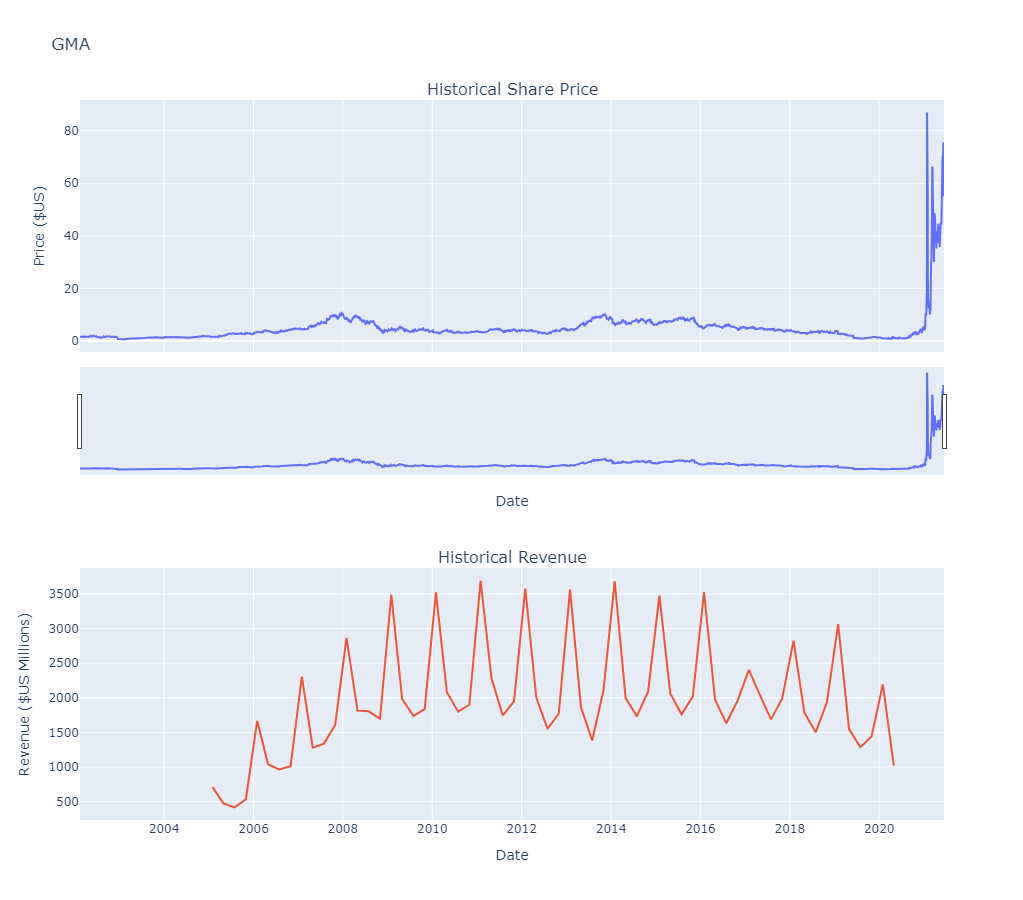 GMA
Historical Share Price
80
60
40
20
0
Price ($US)
Date
Historical Revenue
3500
3000
2500
2000
1500
1000
500
Revenue ($US Millions)
2004 2006 2008 2010 2012 2014 2016 2018 2020
Date